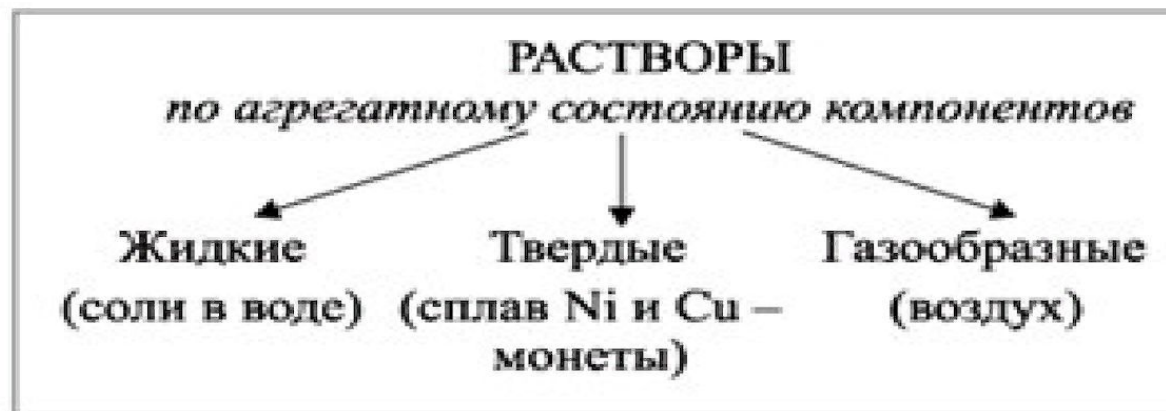 РАСТВОРЫ
по агрегатному состоянию компонентов
Жидкие Твердые Газообразные
(соли в воде) (сплав Ni и Cu – (воздух)
монеты)